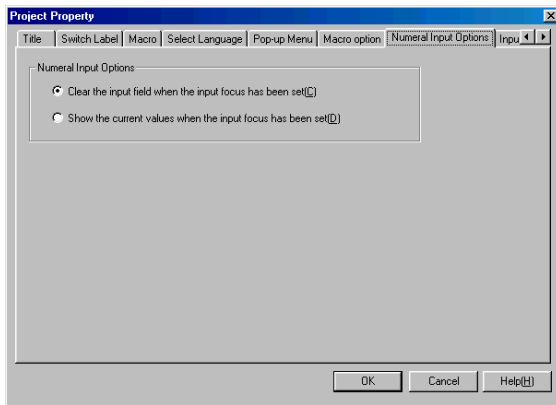 Project Property
Title Switch Label Macro Select Language Pop-up Menu Macro option Numeral Input Options Inpu
Numeral Input Options
Clear the input field when the input focus has been set(C)
Show the current values when the input focus has been set(D)
OK Cancel Help(H)